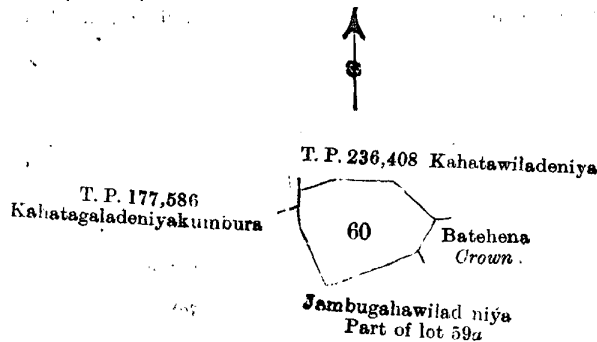 T. P. 236,408 Kahatawiladeniya
T. P. 177,586
Kahatagaladeniyakumbura
60
Batehena
Crown.
Jambugahawilad niya
Part of lot 59a